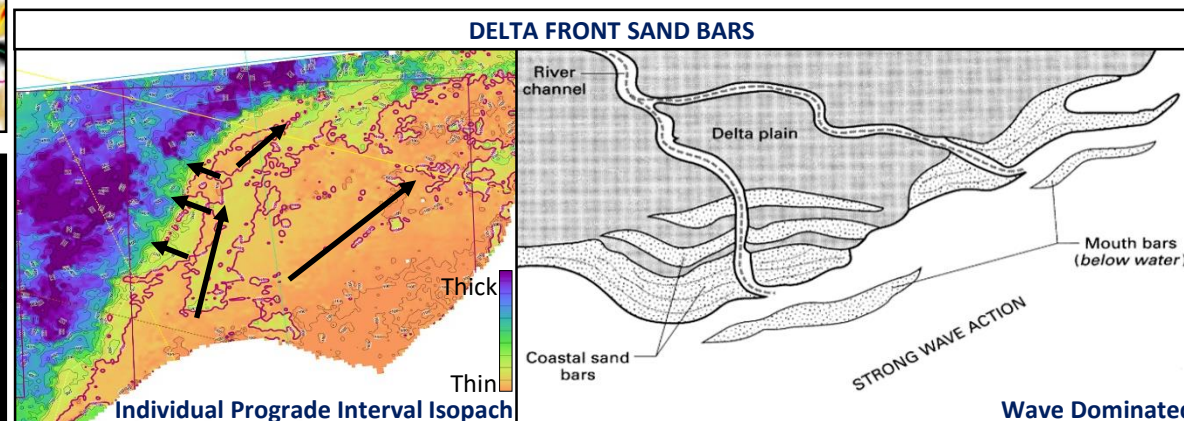 DELTA FRONT SAND BARS
Thick
Thin
Individual Prograde Interval Isopach
River
channel
Delta plain
Mouth bars
(below water)
Coastal sand
bars
STRONG WAVE ACTION
Wave Dominated